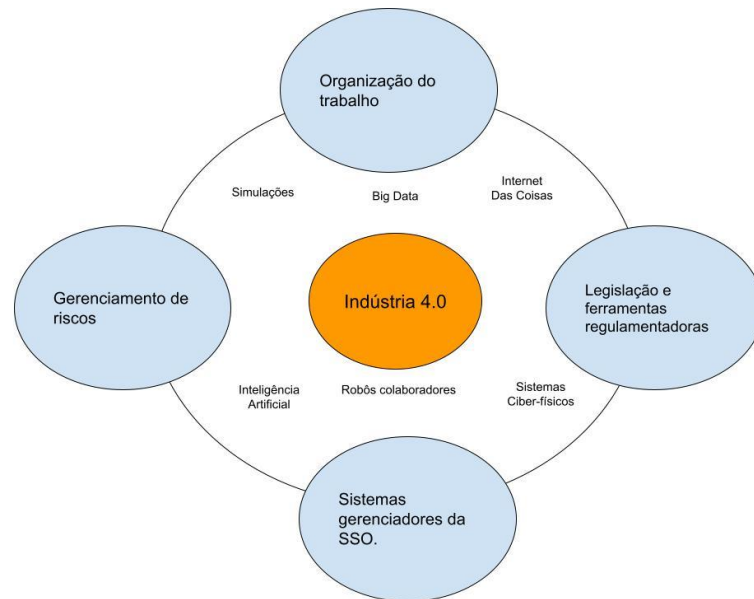 Organização do
trabalho
Simulações
Big Data
Internet
Das Coisas
Gerenciamento de
riscos
Indústria 4.0
Legislação e
ferramentas
regulamentadoras
Inteligência
Artificial
Robôs colaboradores
Sistemas
Ciber-físicos
Sistemas
gerenciadores da
SSO.